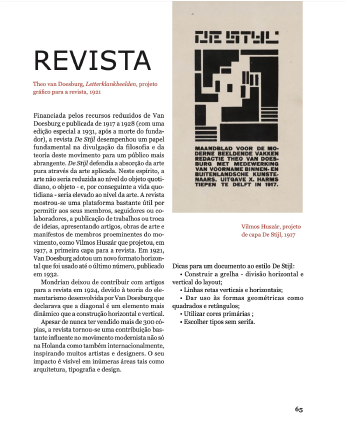 REVISTA
Theo van Doesburg, Letterklankbeelden, projeto
gráfico para a revista, 1921
Financiada pelos recursos reduzidos de Van
Doesburg e publicada de 1917 a 1928 (com uma
edição especial a 1931, após a morte do funda-
dor), a revista De Stijl desempenhou um papel
fundamental na divulgação da filosofia e da
teoria deste movimento para um público mais
abrangente. De Stijl defendia a absorção da arte
pura através da arte aplicada. Neste espírito, a
arte não seria reduzida ao nível do objeto quoti-
diano, o objeto - e, por conseguinte a vida quo-
tidiana - seria elevado ao nível da arte. A revista
mostrou-se uma plataforma bastante útil por
permitir aos seus membros, seguidores ou co-
laboradores, a publicação de trabalhos ou troca
de ideias, apresentando artigos, obras de arte e
manifestos de membros proeminentes do mo-
vimento, como Vilmos Huszár que projetou, em
1917, a primeira capa para a revista. Em 1921,
Van Doesburg adotou um novo formato horizon-
tal que foi usado até o último número, publicado
em 1932.
Mondrian deixou de contribuir com artigos
para a revista em 1924, devido à teoria do ele-
mentarismo desenvolvida por Van Doesburg que
declarava que a diagonal é um elemento mais
dinâmico que a construção horizontal e vertical.
Apesar de nunca ter vendido mais de 300 có-
pias, a revista tornou-se uma contribuição bas-
tante influente no movimento modernista não só
na Holanda como também internacionalmente,
inspirando muitos artistas e designers. O seu
impacto é visível em inúmeras áreas tais como
arquitetura, tipografia e design.
DE STIJL
MAANDBLAD VOOR DE MO-
DERNE BEELDENDE VAKKEN
REDACTIE THEO VAN DOES-
BURG MET MEDEWERKING
VAN VOORNAME BINNEN- EN
BUITENLANDSCHE KUNSTE-
NAARS. UITGAVE X. HARMS
TIEPEN TE DELFT IN 1917.
Vilmos Huszár, projeto
de capa De Stijl, 1917
Dicas para um documento ao estilo De Stijl:
• Construir a grelha - divisão horizontal e
vertical do layout;
• Linhas retas verticais e horizontais;
• Dar uso às formas geométricas como
quadrados e retângulos;
• Utilizar cores primárias ;
• Escolher tipos sem serifa.
65